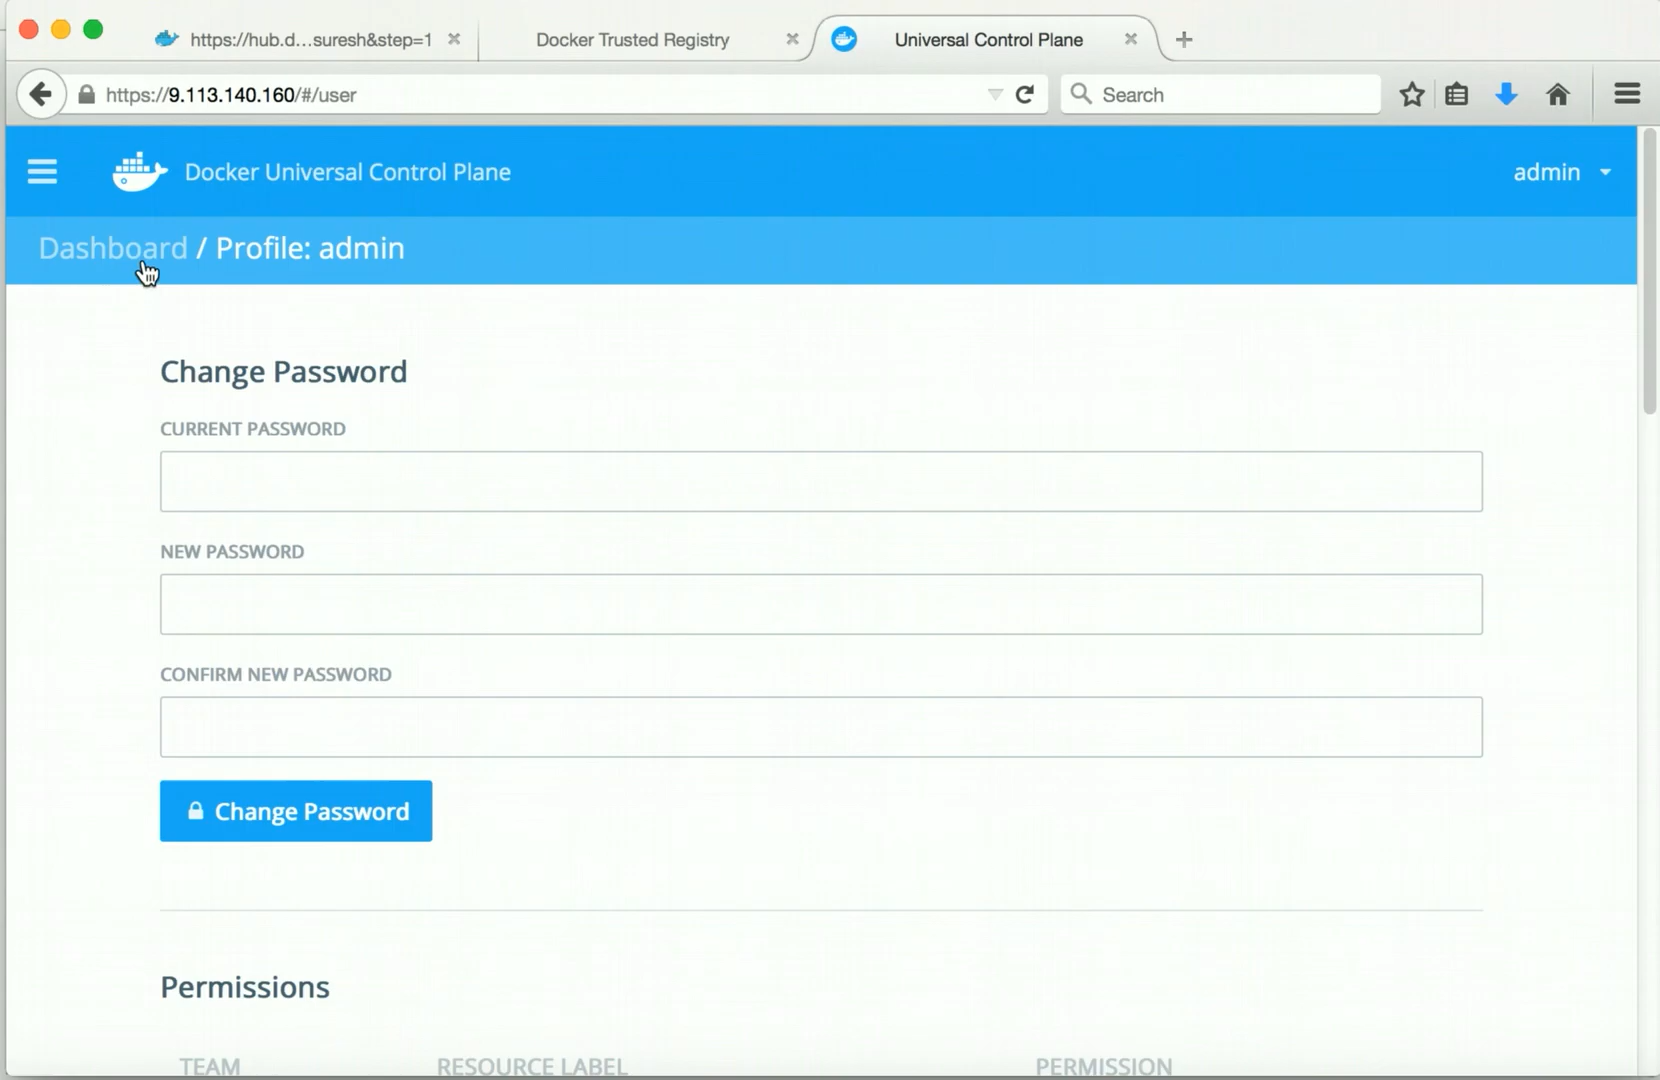 https://hub.d...suresh&step=1
Docker Trusted Registry
Universal Control Plane
https://9.113.140.160/#/user
Search
Docker Universal Control Plane
admin
Dashboard / Profile: admin
Change Password
CURRENT PASSWORD
NEW PASSWORD
CONFIRM NEW PASSWORD
Change Password
Permissions
TEAM RESOURCE LABEL PERMISSION